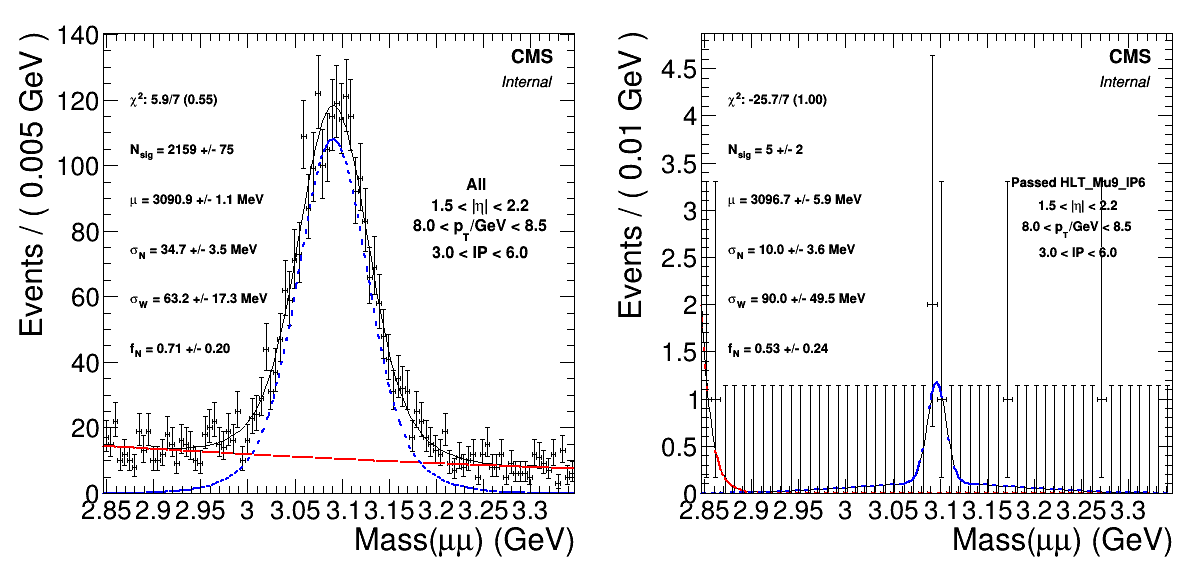 CMS
Internal
χ²: 5.9/7 (0.55)
N_sig = 2159 +/- 75
μ = 3090.9 +/- 1.1 MeV
σ_N = 34.7 +/- 3.5 MeV
σ_W = 63.2 +/- 17.3 MeV
f_N = 0.71 +/- 0.20
All
1.5 < |η| < 2.2
8.0 < p_T/GeV < 8.5
3.0 < IP < 6.0
Events / ( 0.005 GeV )
140
120
100
80
60
40
20
0
2.85 2.9 2.95 3 3.05 3.1 3.15 3.2 3.25 3.3
Mass(μμ) (GeV)
CMS
Internal
χ²: -25.7/7 (1.00)
N_sig = 5 +/- 2
μ = 3096.7 +/- 5.9 MeV
σ_N = 10.0 +/- 3.6 MeV
σ_W = 90.0 +/- 49.5 MeV
f_N = 0.53 +/- 0.24
Passed HLT_Mu9_IP6
1.5 < |η| < 2.2
8.0 < p_T/GeV < 8.5
3.0 < IP < 6.0
Events / ( 0.01 GeV )
4.5
4
3.5
3
2.5
2
1.5
1
0.5
0
2.85 2.9 2.95 3 3.05 3.1 3.15 3.2 3.25 3.3
Mass(μμ) (GeV)